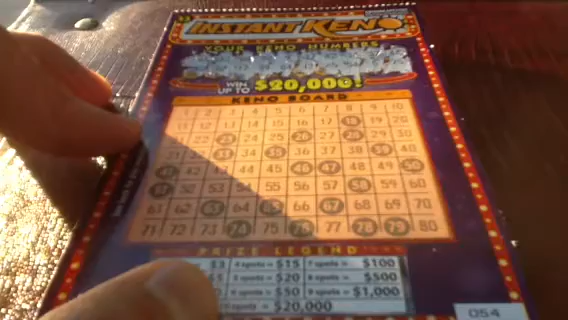 INSTANT KENO
YOUR KENO NUMBERS
WIN UP TO $20,000!
KENO BOARD
1 2 3 4 5 6 7 8 9 10
11 12 13 14 15 16 17 18 19 20
21 22 23 24 25 26 27 28 29 30
31 32 33 34 35 36 37 38 39 40
41 42 43 44 45 46 47 48 49 50
51 52 53 54 55 56 57 58 59 60
61 62 63 64 65 66 67 68 69 70
71 72 73 74 75 76 77 78 79 80
PRIZE LEGEND
$3 4 spots = $15 7 spots = $100
5 spots = $20 = $500
6 spots = $50 9 spots = $1,000
spots = $20,000
054